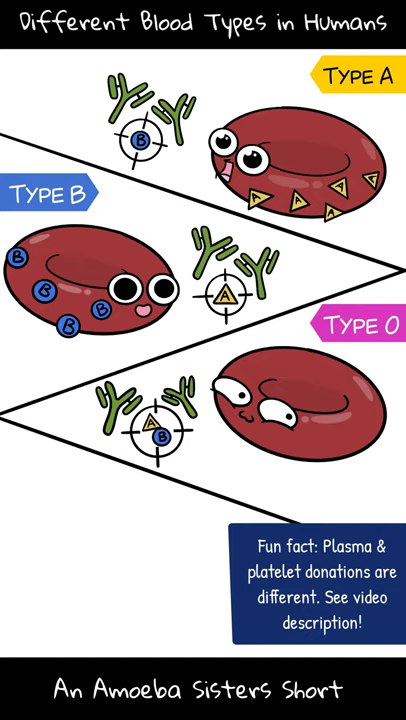 Different Blood Types in Humans
TYPE A
B
A A A A A
TYPE B
B B B B
A
TYPE O
A B
Fun fact: Plasma &
platelet donations are
different. See video
description!
An Amoeba Sisters Short